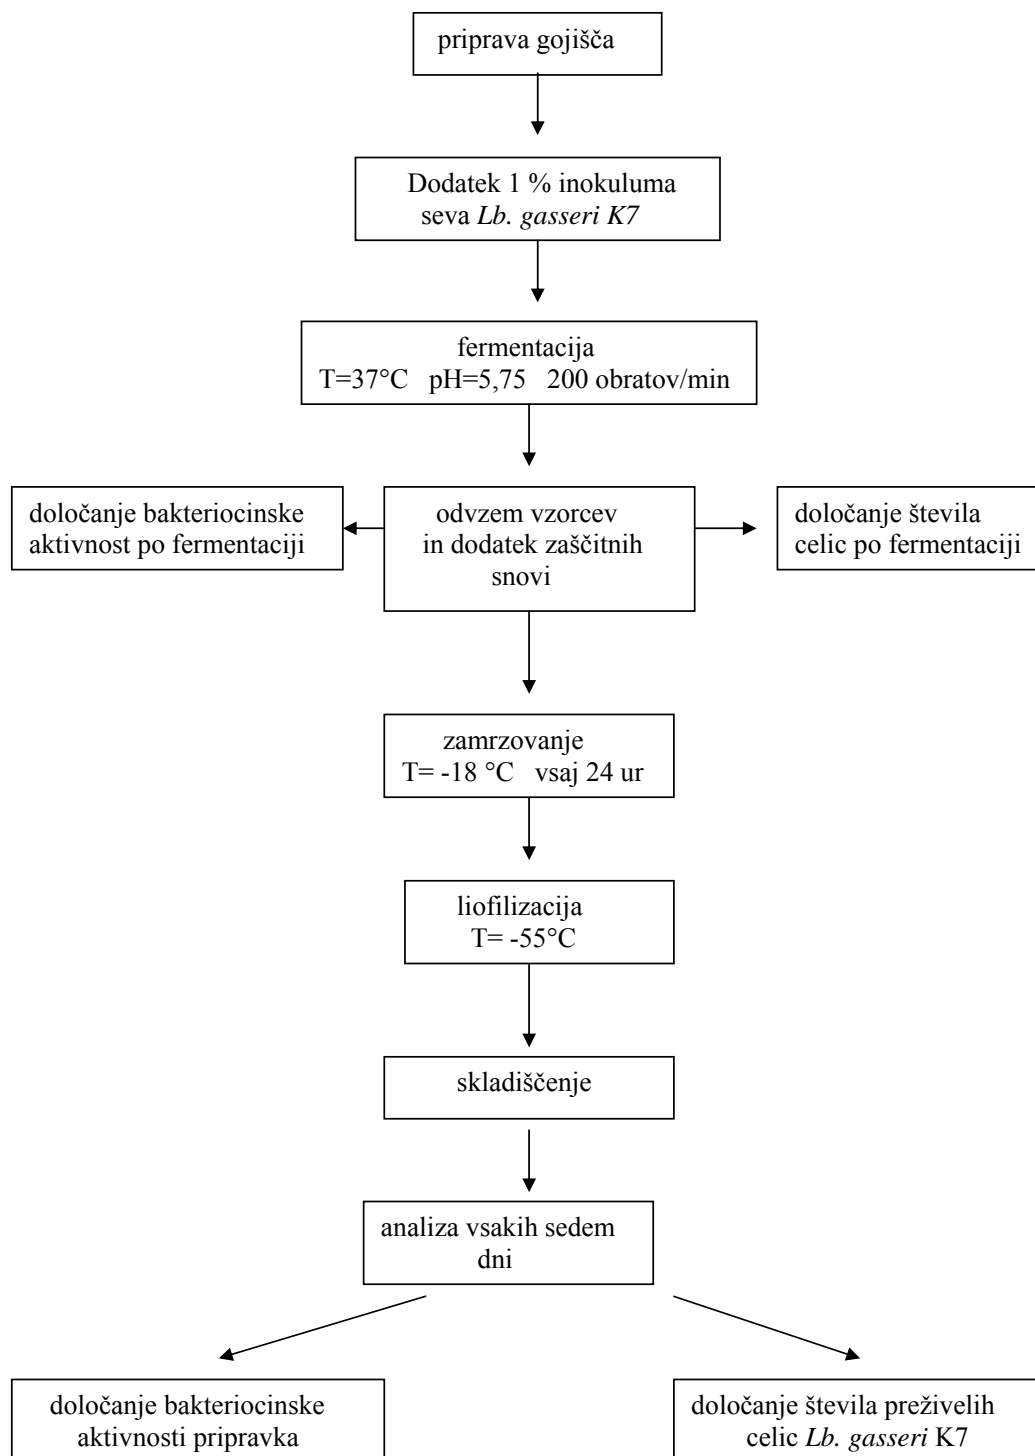 priprava gojišča
Dodatek 1 % inokuluma
seva Lb. gasseri K7
fermentacija
T=37°C pH=5,75 200 obratov/min
določanje bakteriocinske
aktivnost po fermentaciji
odvzem vzorcev
in dodatek zaščitnih
snovi
določanje števila
celic po fermentaciji
zamrzovanje
T= -18 °C vsaj 24 ur
liofilizacija
T= -55°C
skladiščenje
analiza vsakih sedem
dni
določanje bakteriocinske
aktivnosti pripravka
določanje števila preživelih
celic Lb. gasseri K7